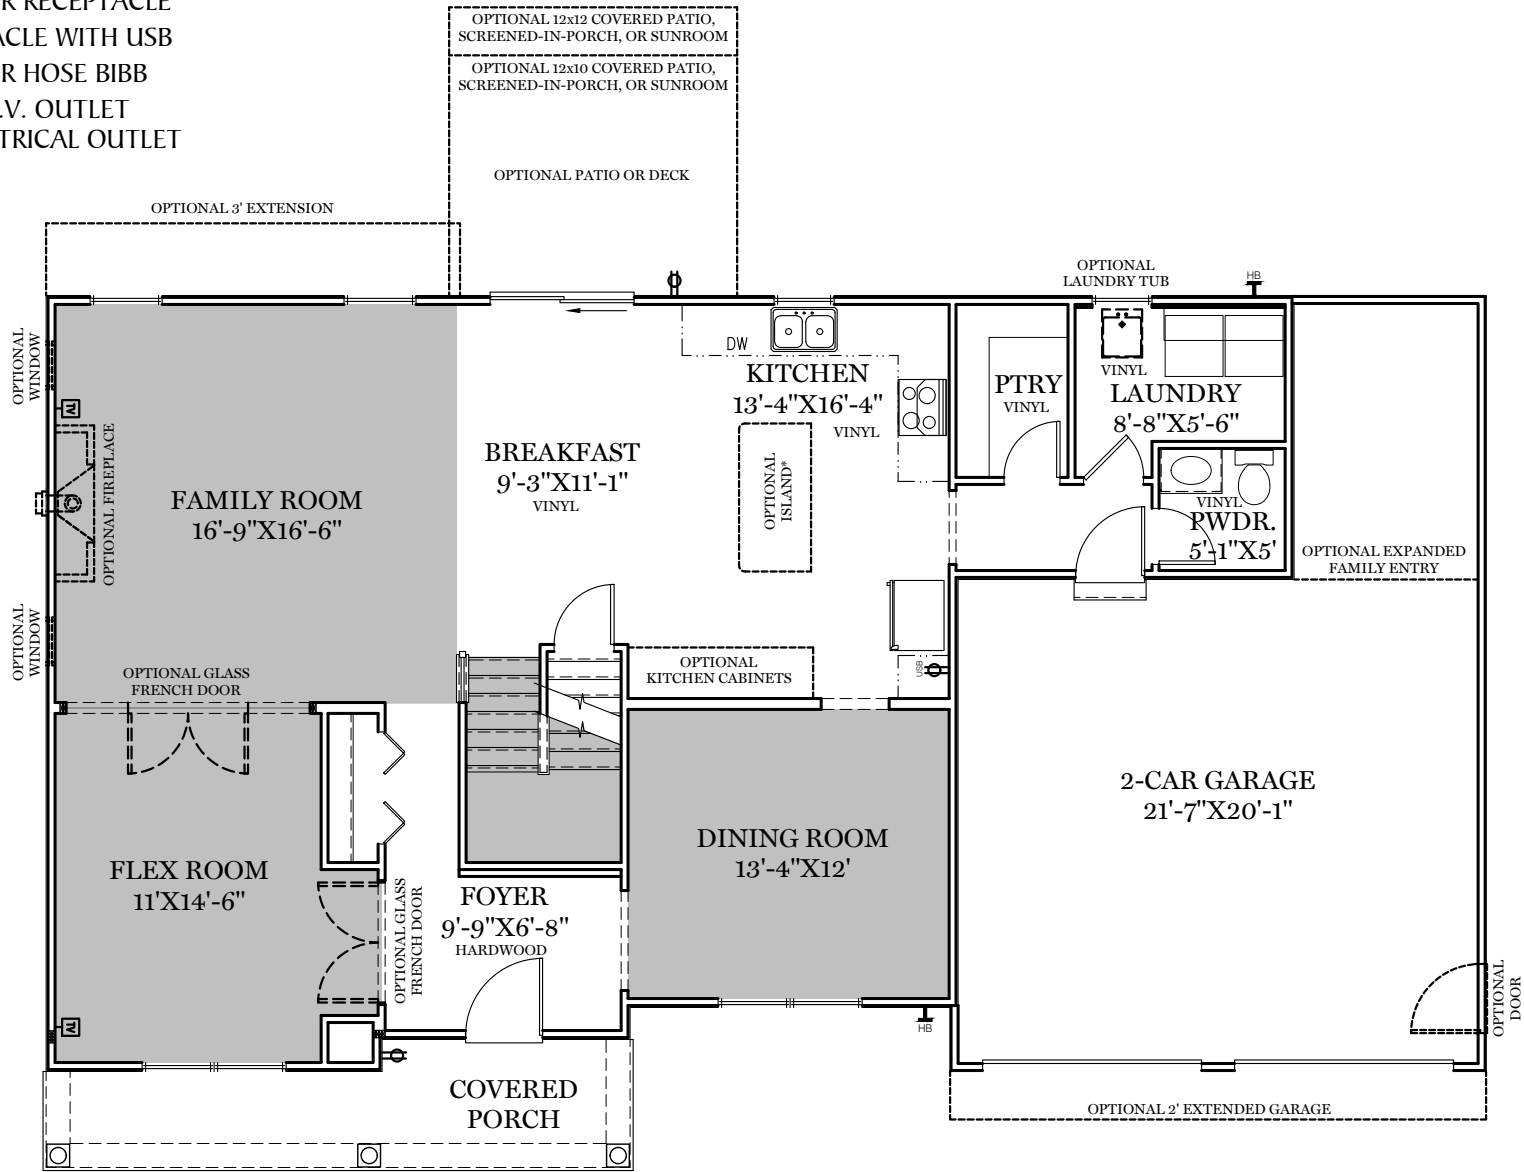 R RECEPTACLE
ACLE WITH USB
R HOSE BIBB
.V. OUTLET
TRICAL OUTLET
OPTIONAL 12x12 COVERED PATIO,
SCREENED-IN-PORCH, OR SUNROOM
OPTIONAL 12x10 COVERED PATIO,
SCREENED-IN-PORCH, OR SUNROOM
OPTIONAL PATIO OR DECK
OPTIONAL 3' EXTENSION
OPTIONAL
LAUNDRY TUB
HB
OPTIONAL
WINDOW
TV
OPTIONAL FIREPLACE
FAMILY ROOM
16'-9"X16'-6"
OPTIONAL
WINDOW
BREAKFAST
9'-3"X11'-1"
VINYL
DW
KITCHEN
13'-4"X16'-4"
VINYL
OPTIONAL
ISLAND*
PTRY
VINYL
VINYL
LAUNDRY
8'-8"X5'-6"
VINYL
PWDR.
5'-1"X5'
OPTIONAL EXPANDED
FAMILY ENTRY
OPTIONAL GLASS
FRENCH DOOR
OPTIONAL
KITCHEN CABINETS
USB
2-CAR GARAGE
21'-7"X20'-1"
DINING ROOM
13'-4"X12'
FLEX ROOM
11'X14'-6"
OPTIONAL GLASS
FRENCH DOOR
FOYER
9'-9"X6'-8"
HARDWOOD
OPTIONAL
DOOR
TV
HB
COVERED
PORCH
OPTIONAL 2' EXTENDED GARAGE